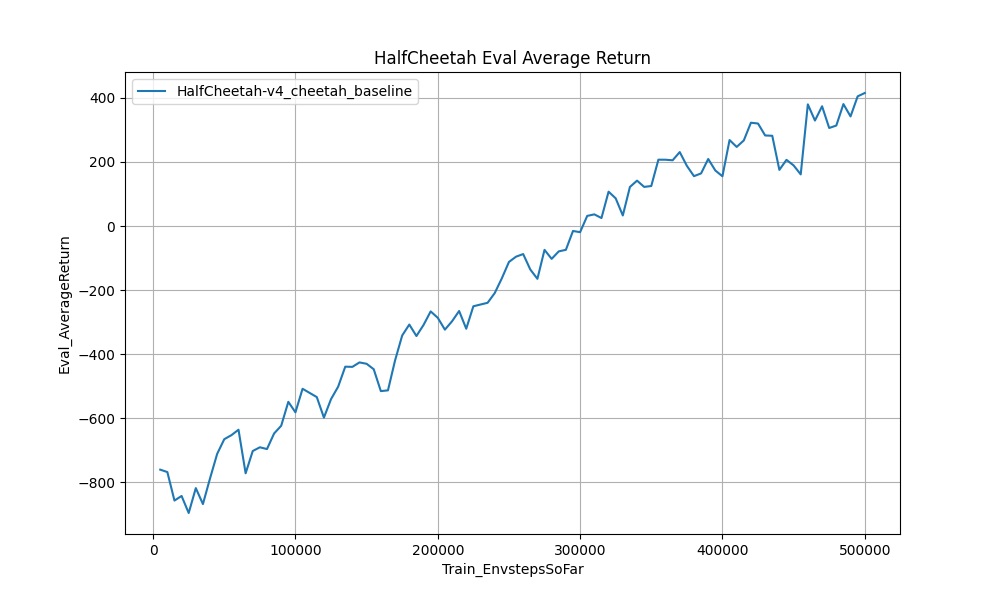 HalfCheetah Eval Average Return
HalfCheetah-v4_cheetah_baseline
Eval_AverageReturn
400
200
0
−200
−400
−600
−800
0 100000 200000 300000 400000 500000
Train_EnvstepsSoFar